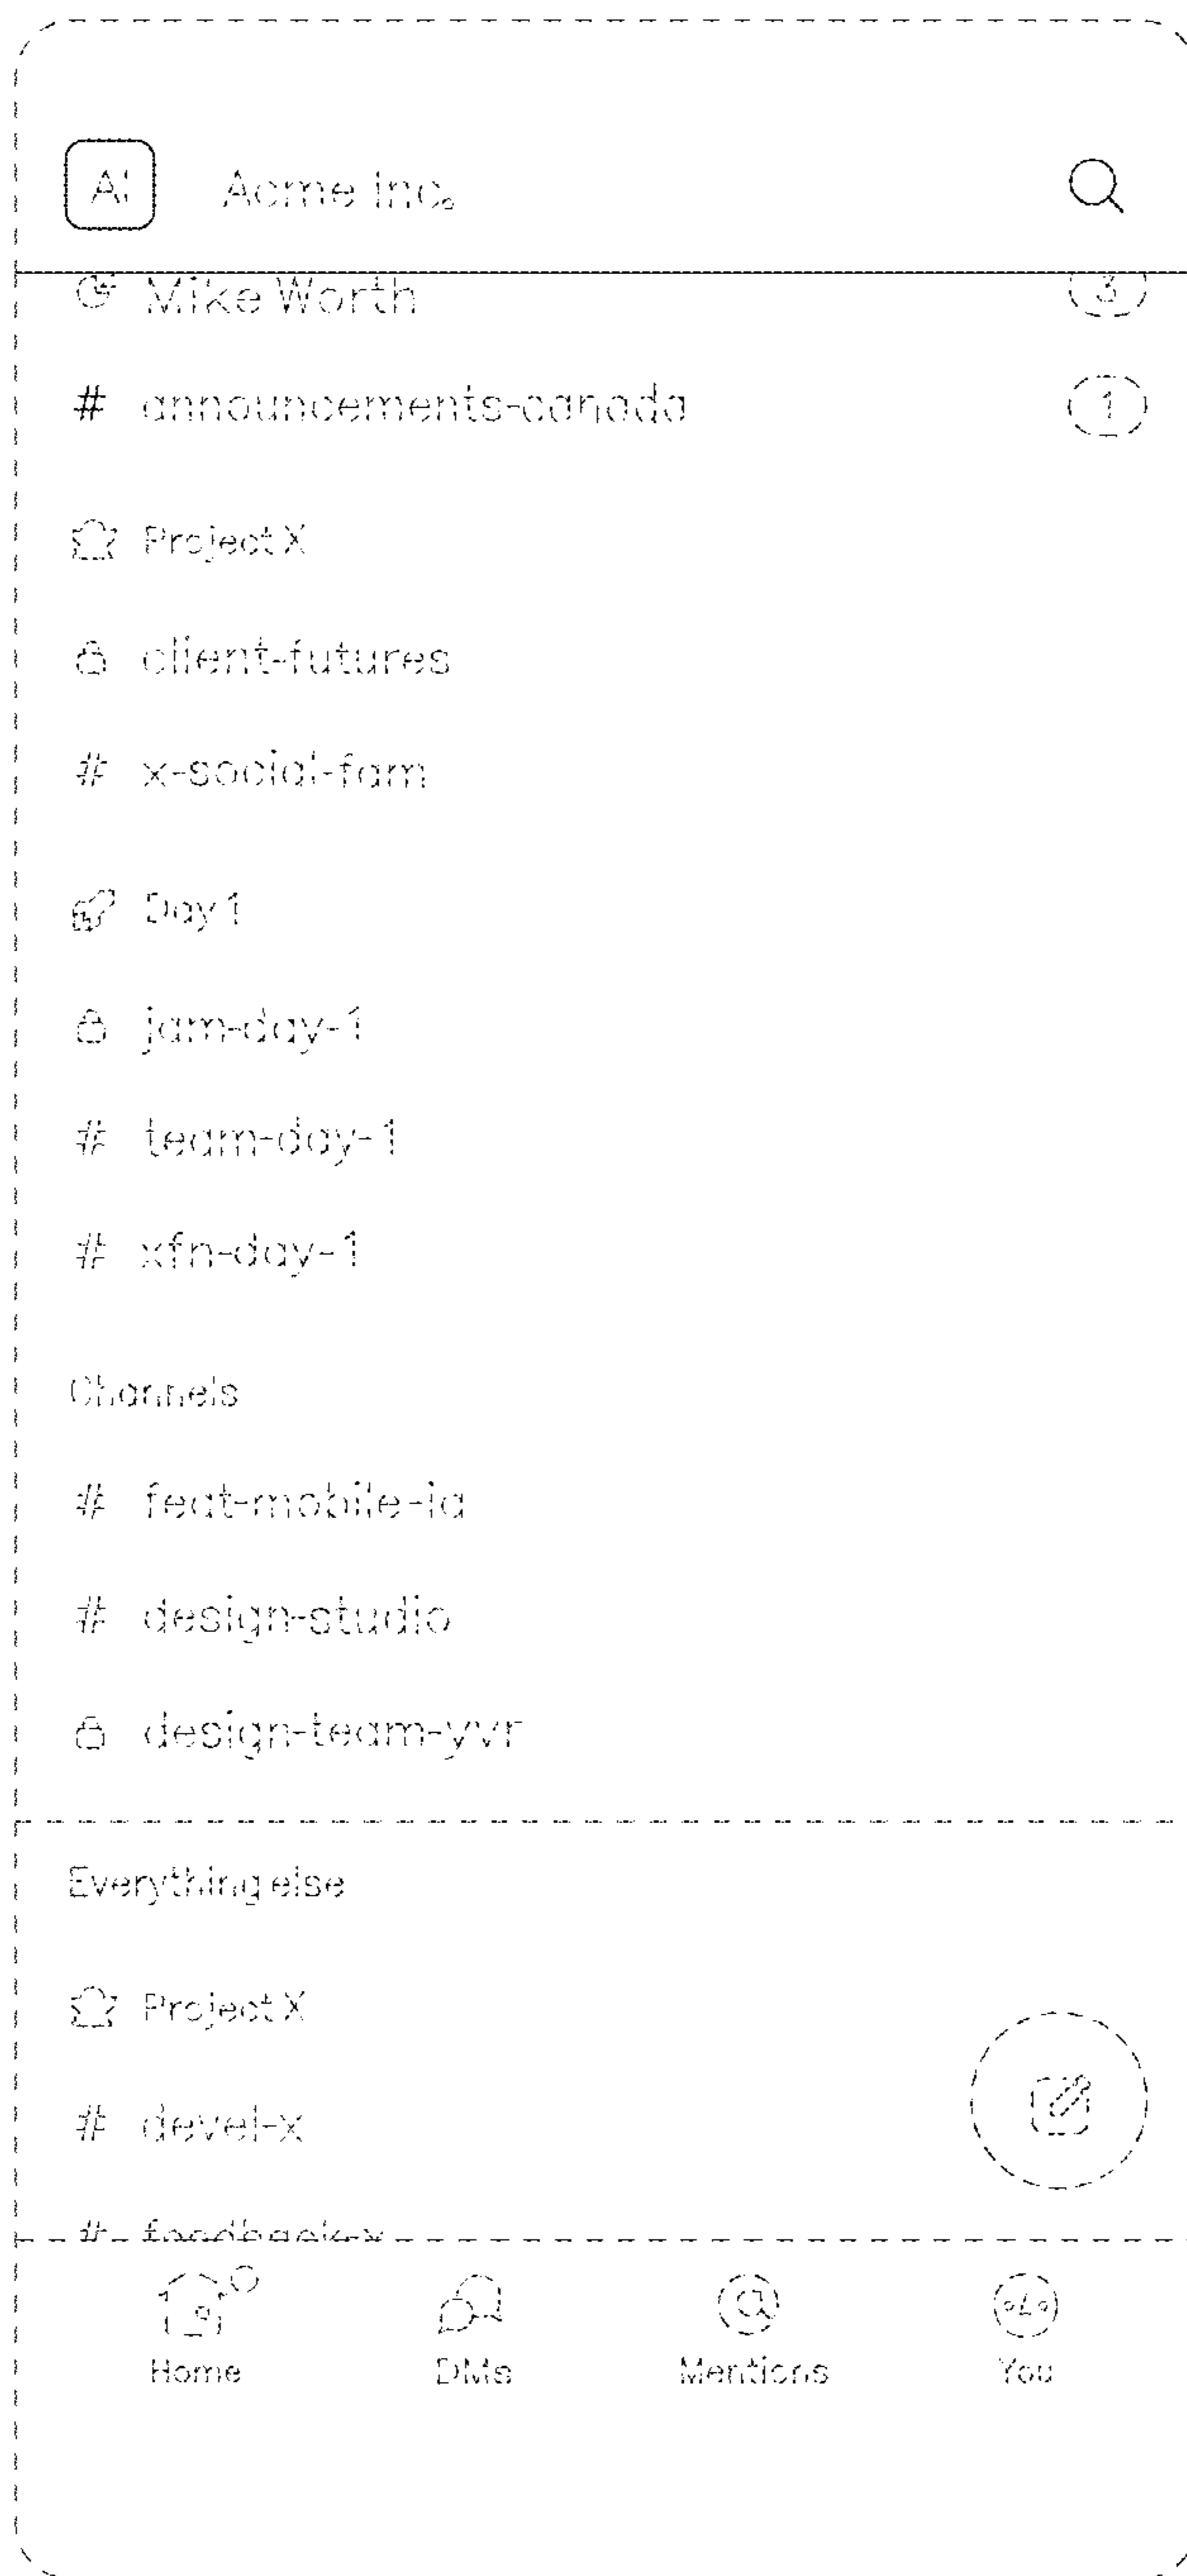 AI Acme Inc.
Mike Worth 3
# announcements-canada 1
Project X
client-futures
# x-social-fam
Day 1
jam-day-1
# team-day-1
# xfn-day-1
Channels
# feat-mobile-ia
# design-studio
design-team-yvr
Everything else
Project X
# devel-x
# feedback-x
Home DMs Mentions You